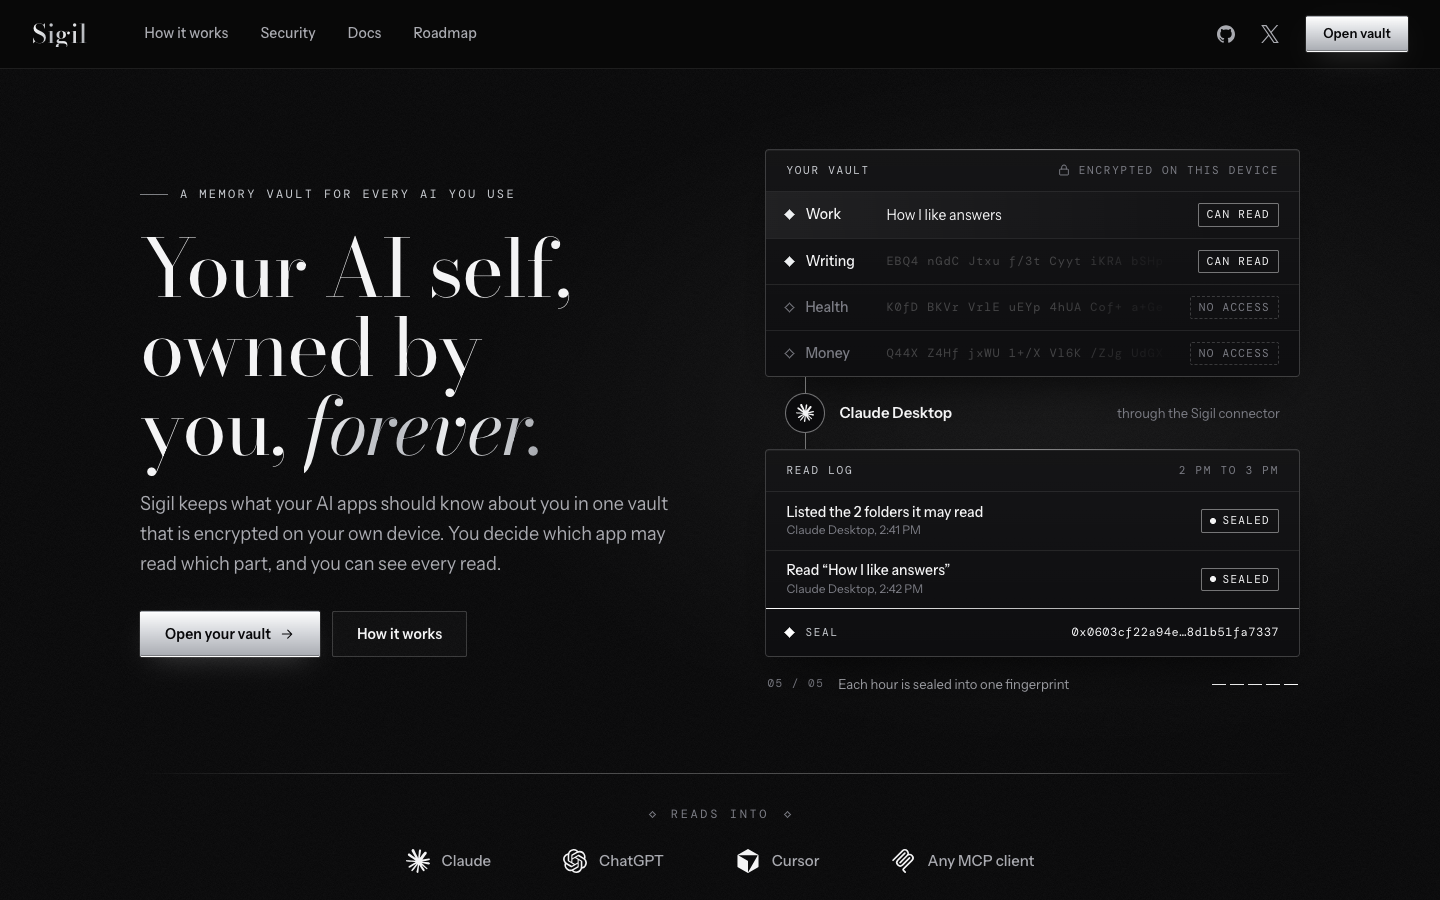 Sigil
How it works
Security
Docs
Roadmap
Open vault
A MEMORY VAULT FOR EVERY AI YOU USE
Your AI self,
owned by
you, forever.
Sigil keeps what your AI apps should know about you in one vault
that is encrypted on your own device. You decide which app may
read which part, and you can see every read.
Open your vault →
How it works
YOUR VAULT
ENCRYPTED ON THIS DEVICE
Work How I like answers CAN READ
Writing EBQ4 nGdC Jtxu f/3t Cyyt iKRA CAN READ
Health K0fD BKVr VrlE uEYp 4hUA Cof+ NO ACCESS
Money Q44X Z4Hf jxWU l+/X Vl6K /ZJg NO ACCESS
Claude Desktop
through the Sigil connector
READ LOG
2 PM TO 3 PM
Listed the 2 folders it may read
Claude Desktop, 2:41 PM
SEALED
Read “How I like answers”
Claude Desktop, 2:42 PM
SEALED
SEAL
0x0603cf22a94e…8d1b51fa7337
05 / 05
Each hour is sealed into one fingerprint
READS INTO
Claude
ChatGPT
Cursor
Any MCP client